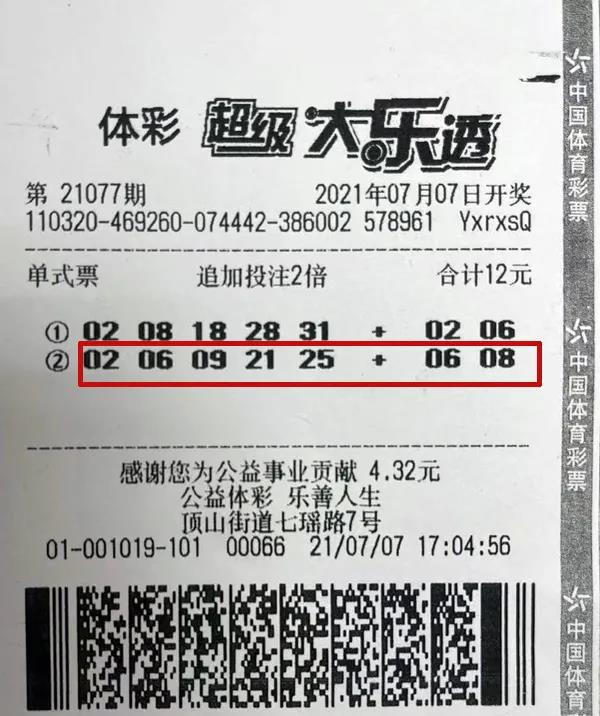 体彩 超级大乐透
第 21077期 2021年07月07日开奖
110320-469260-074442-386002 578961 YxrxsQ
单式票 追加投注2倍 合计12元
① 02 08 18 28 31 + 02 06
② 02 06 09 21 25 + 06 08
感谢您为公益事业贡献 4.32元
公益体彩 乐善人生
顶山街道七瑶路7号
01-001019-101 00066 21/07/07 17:04:56
中国体育彩票
中国体育彩票
中国体育彩票